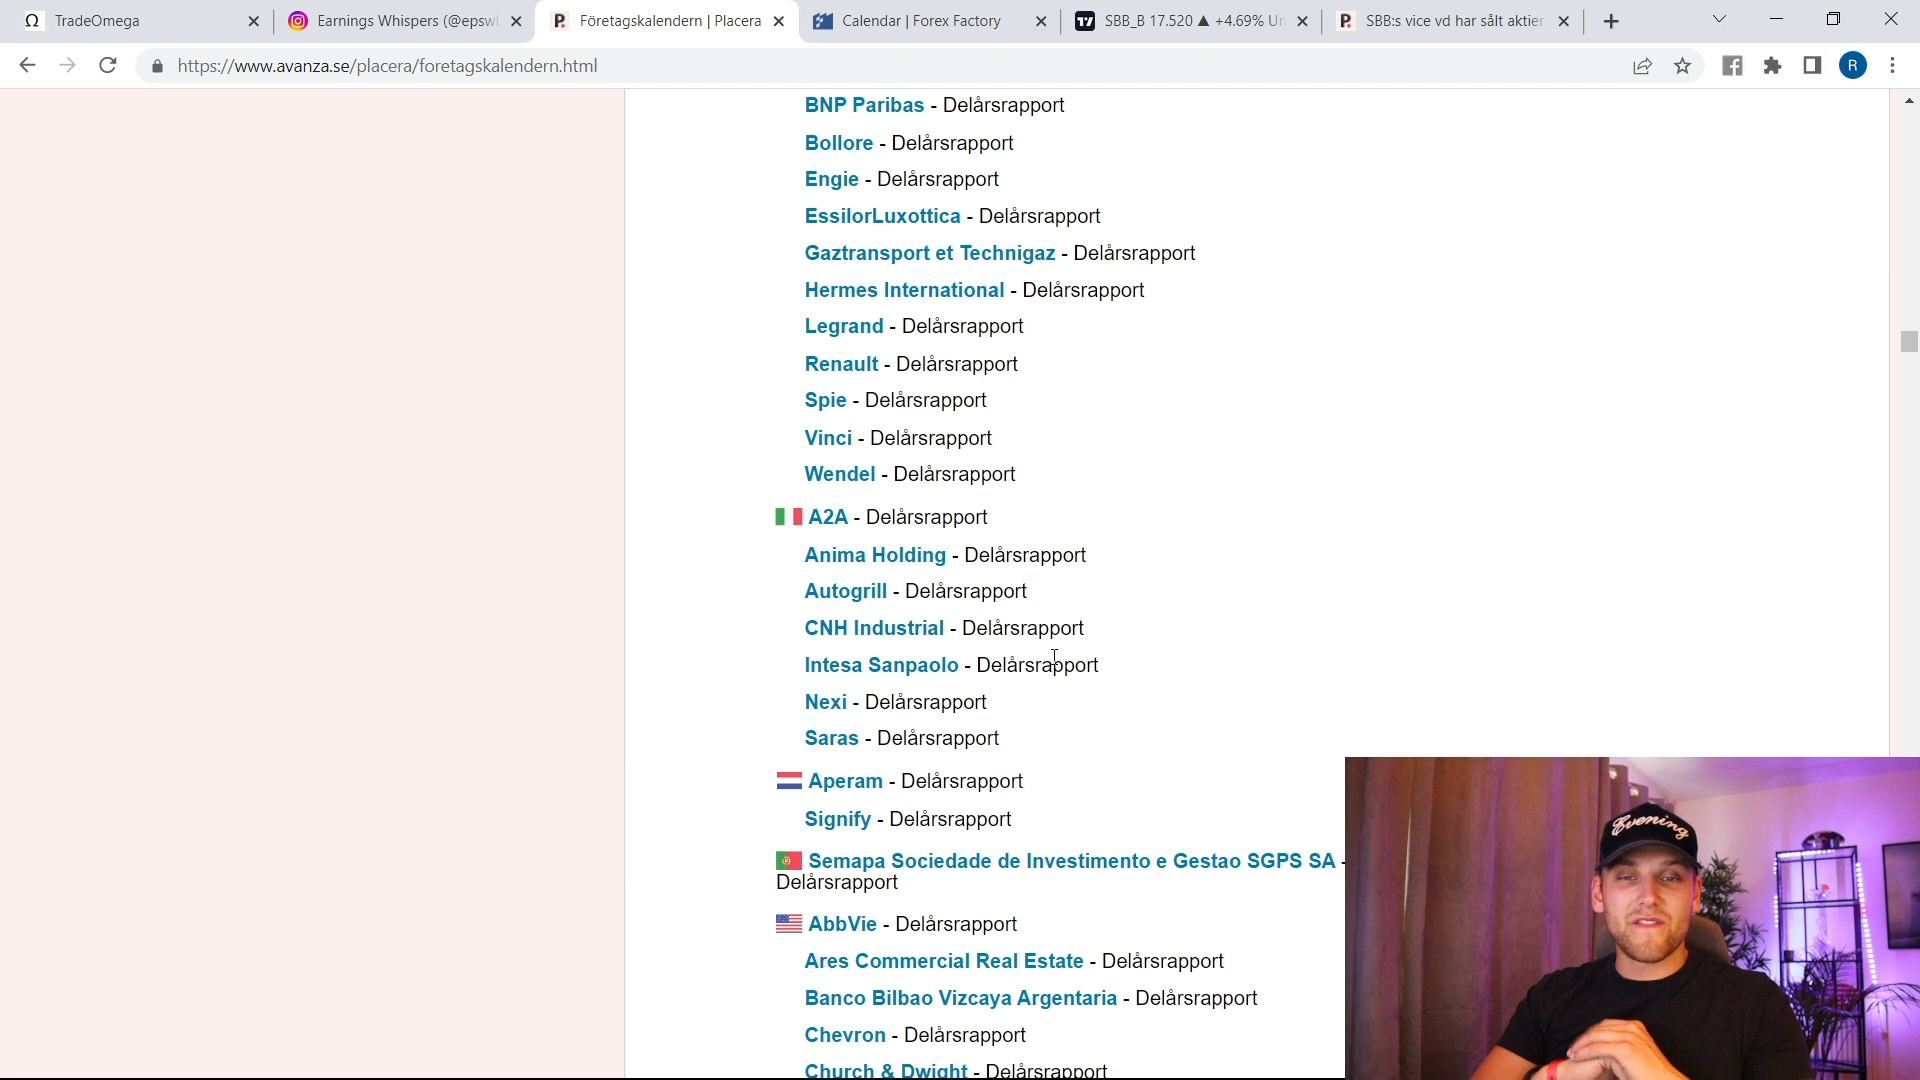 TradeOmega
Earnings Whispers (@epswl
Företagskalendern | Placera
Calendar | Forex Factory
SBB_B 17.520 ▲ +4.69% Un
SBB:s vice vd har sålt aktier
https://www.avanza.se/placera/foretagskalendern.html
R
BNP Paribas - Delårsrapport
Bollore - Delårsrapport
Engie - Delårsrapport
EssilorLuxottica - Delårsrapport
Gaztransport et Technigaz - Delårsrapport
Hermes International - Delårsrapport
Legrand - Delårsrapport
Renault - Delårsrapport
Spie - Delårsrapport
Vinci - Delårsrapport
Wendel - Delårsrapport
A2A - Delårsrapport
Anima Holding - Delårsrapport
Autogrill - Delårsrapport
CNH Industrial - Delårsrapport
Intesa Sanpaolo - Delårsrapport
Nexi - Delårsrapport
Saras - Delårsrapport
Aperam - Delårsrapport
Signify - Delårsrapport
Semapa Sociedade de Investimento e Gestao SGPS SA -
Delårsrapport
AbbVie - Delårsrapport
Ares Commercial Real Estate - Delårsrapport
Banco Bilbao Vizcaya Argentaria - Delårsrapport
Chevron - Delårsrapport
Church & Dwight - Delårsrapport
Evening